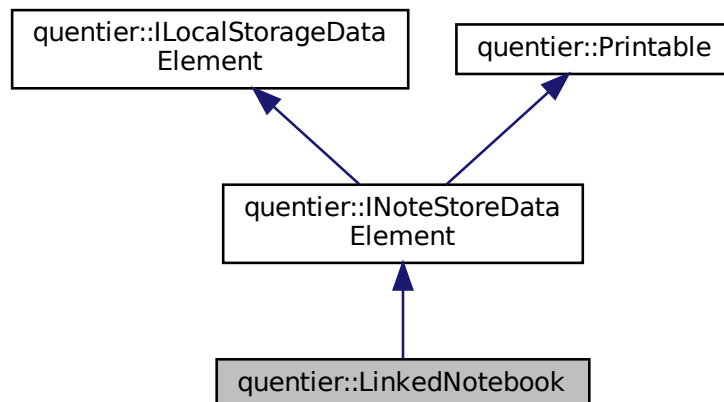 quentier::ILocalStorageData
Element
quentier::Printable
quentier::INoteStoreData
Element
quentier::LinkedNotebook